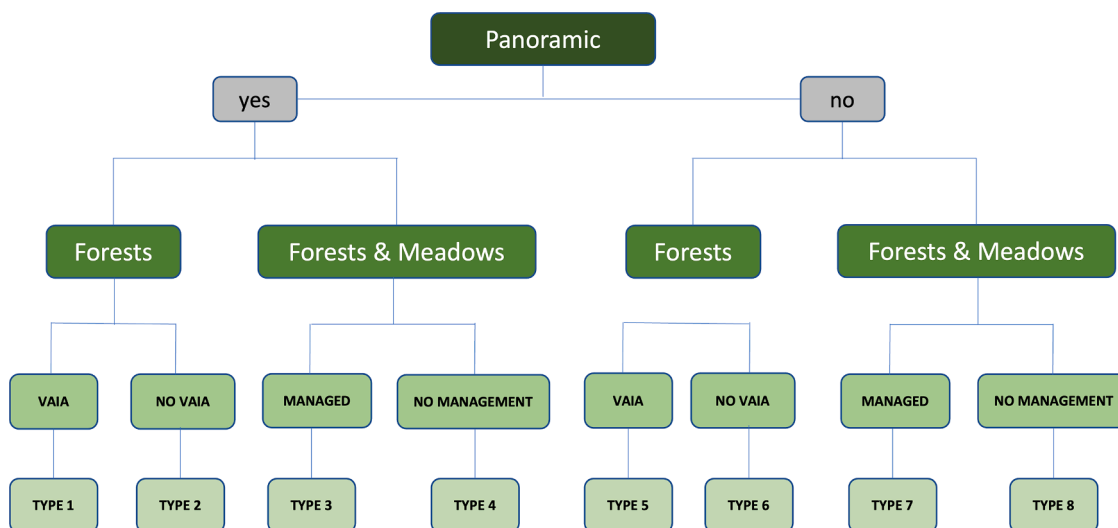 Panoramic
yes
no
Forests
Forests & Meadows
Forests
Forests & Meadows
VAIA
NO VAIA
MANAGED
NO MANAGEMENT
VAIA
NO VAIA
MANAGED
NO MANAGEMENT
TYPE 1
TYPE 2
TYPE 3
TYPE 4
TYPE 5
TYPE 6
TYPE 7
TYPE 8